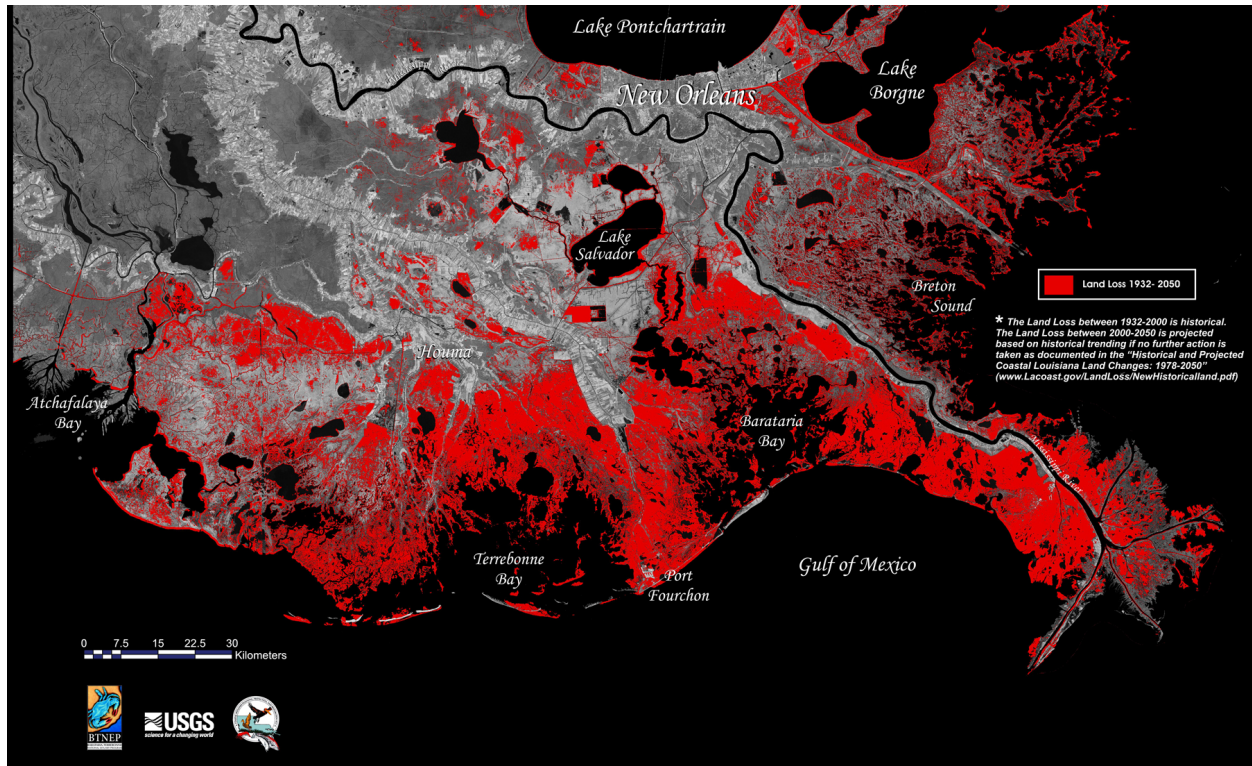 Lake Pontchartrain
Mississippi River
New Orleans
Lake
Borgne
Lake
Salvador
Breton
Sound
Land Loss 1932- 2050
* The Land Loss between 1932-2000 is historical.
The Land Loss between 2000-2050 is projected
based on historical trending if no further action is
taken as documented in the "Historical and Projected
Coastal Louisiana Land Changes: 1978-2050"
(www.Lacoast.gov/LandLoss/NewHistoricalland.pdf)
Houma
Atchafalaya
Bay
Barataria
Bay
Mississippi River
Terrebonne
Bay
Port
Fourchon
Gulf of Mexico
0 7.5 15 22.5 30
Kilometers
BTNEP
USGS
science for a changing world